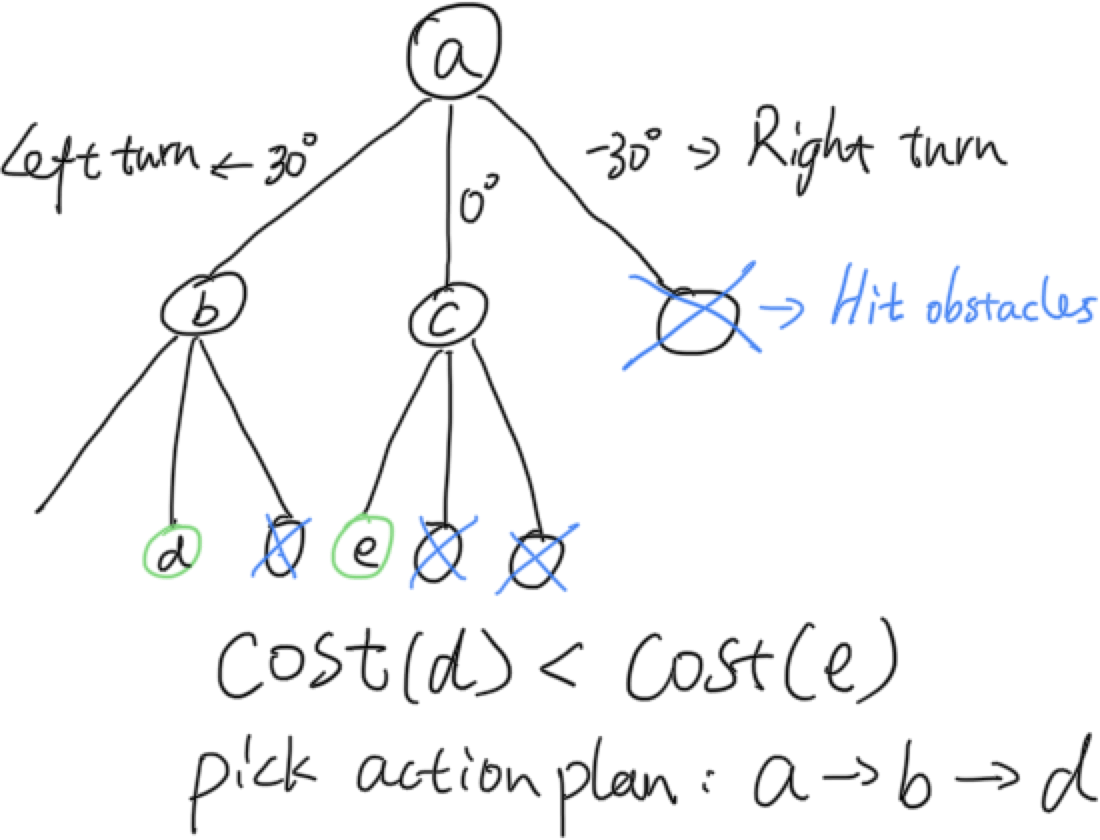 a
Left turn ← 30°
0°
-30° → Right turn
b
c
→ Hit obstacles
d
e
Cost(d) < Cost(e)
pick action plan: a → b → d